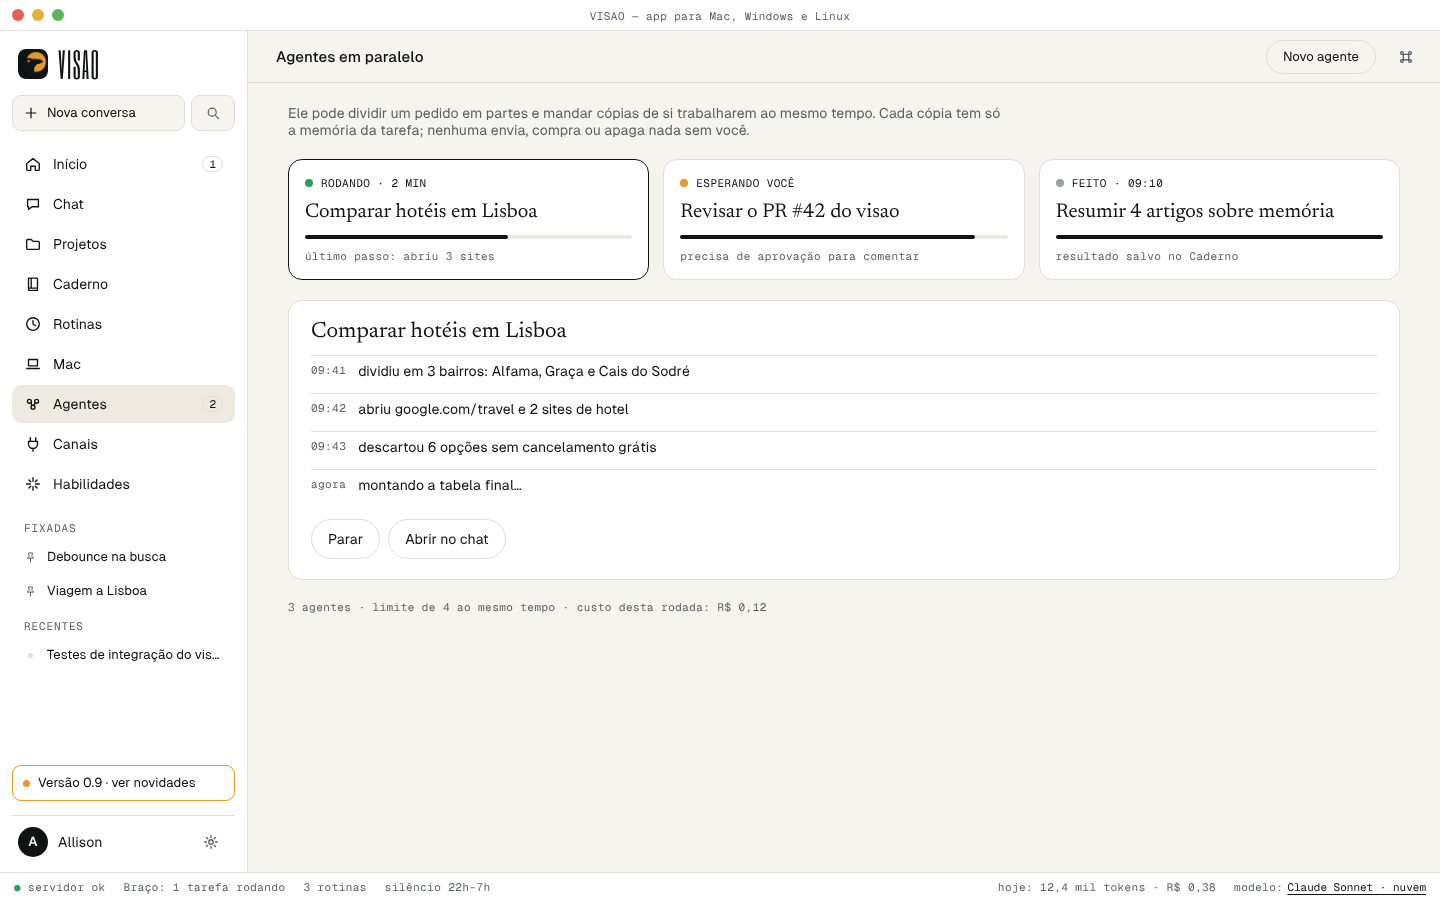 VISAO — app para Mac, Windows e Linux
VISAO
Nova conversa
Início 1
Chat
Projetos
Caderno
Rotinas
Mac
Agentes 2
Canais
Habilidades
FIXADAS
Debounce na busca
Viagem a Lisboa
RECENTES
Testes de integração do vis…
Versão 0.9 · ver novidades
A Allison
Agentes em paralelo
Novo agente
Ele pode dividir um pedido em partes e mandar cópias de si trabalharem ao mesmo tempo. Cada cópia tem só
a memória da tarefa; nenhuma envia, compra ou apaga nada sem você.
RODANDO · 2 MIN
Comparar hotéis em Lisboa
último passo: abriu 3 sites
ESPERANDO VOCÊ
Revisar o PR #42 do visao
precisa de aprovação para comentar
FEITO · 09:10
Resumir 4 artigos sobre memória
resultado salvo no Caderno
Comparar hotéis em Lisboa
09:41 dividiu em 3 bairros: Alfama, Graça e Cais do Sodré
09:42 abriu google.com/travel e 2 sites de hotel
09:43 descartou 6 opções sem cancelamento grátis
agora montando a tabela final…
Parar
Abrir no chat
3 agentes · limite de 4 ao mesmo tempo · custo desta rodada: R$ 0,12
servidor ok Braço: 1 tarefa rodando 3 rotinas silêncio 22h–7h
hoje: 12,4 mil tokens · R$ 0,38 modelo: Claude Sonnet · nuvem